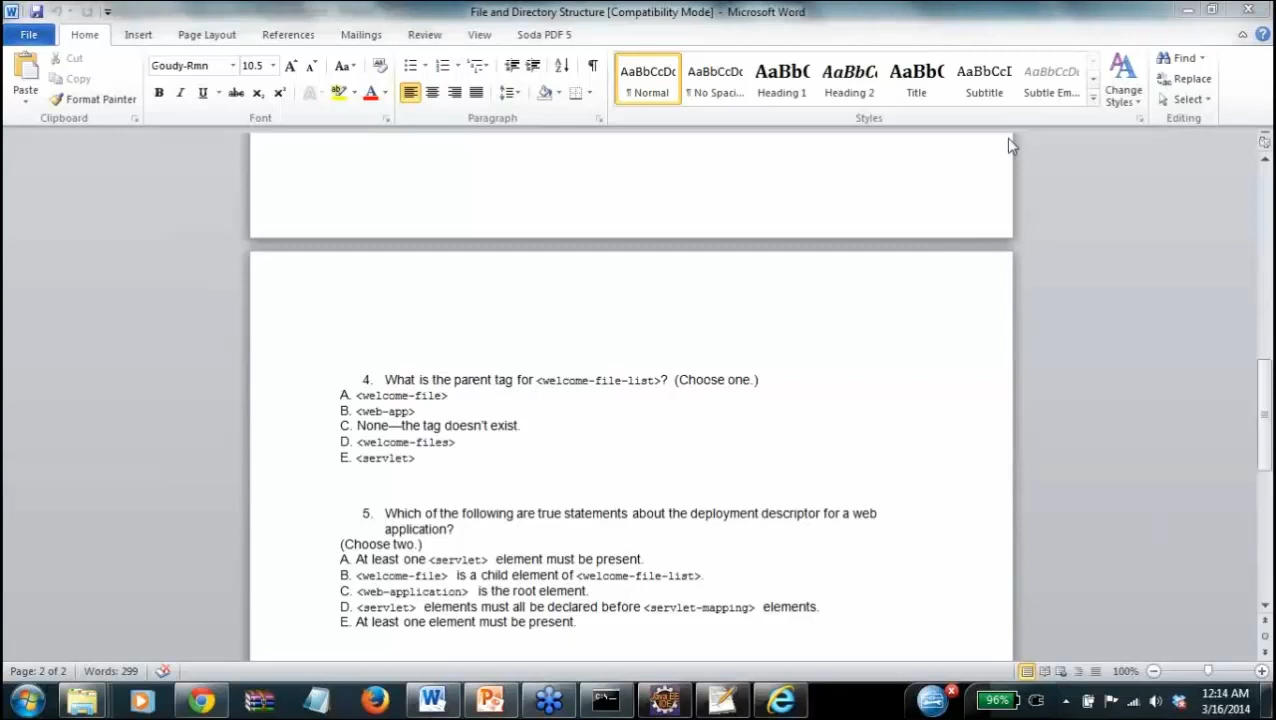 File and Directory Structure [Compatibility Mode] - Microsoft Word
File Home Insert Page Layout References Mailings Review View Soda PDF 5
Cut
Copy
Format Painter
Paste
Clipboard
Goudy-Rmn 10.5
Font
Paragraph
AaBbCcDc AaBbCcDc AaBbC AaBbCc AaBbC AaBbCcI AaBbCcDc
¶ Normal ¶ No Spaci... Heading 1 Heading 2 Title Subtitle Subtle Em...
Change
Styles
Styles
Find
Replace
Select
Editing
4. What is the parent tag for <welcome-file-list>? (Choose one.)
A. <welcome-file>
B. <web-app>
C. None—the tag doesn't exist.
D. <welcome-files>
E. <servlet>
5. Which of the following are true statements about the deployment descriptor for a web
application?
(Choose two.)
A. At least one <servlet> element must be present.
B. <welcome-file> is a child element of <welcome-file-list>.
C. <web-application> is the root element.
D. <servlet> elements must all be declared before <servlet-mapping> elements.
E. At least one element must be present.
Page: 2 of 2 Words: 299 100%
96% 12:14 AM
3/16/2014